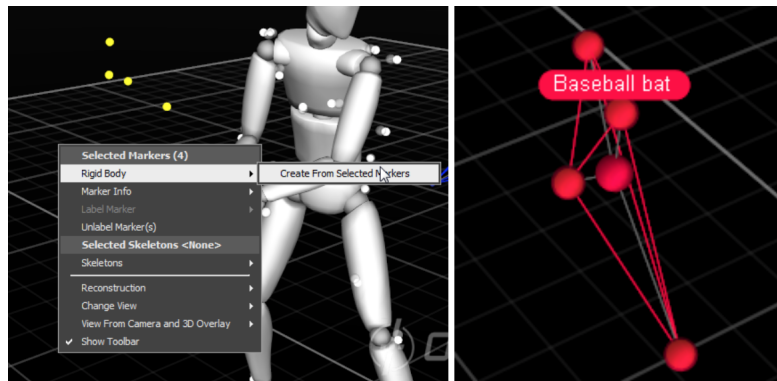 Selected Markers (4)
Rigid Body
Create From Selected Markers
Marker Info
Label Marker
Unlabel Marker(s)
Selected Skeletons <None>
Skeletons
Reconstruction
Change View
View From Camera and 3D Overlay
Show Toolbar
Baseball bat